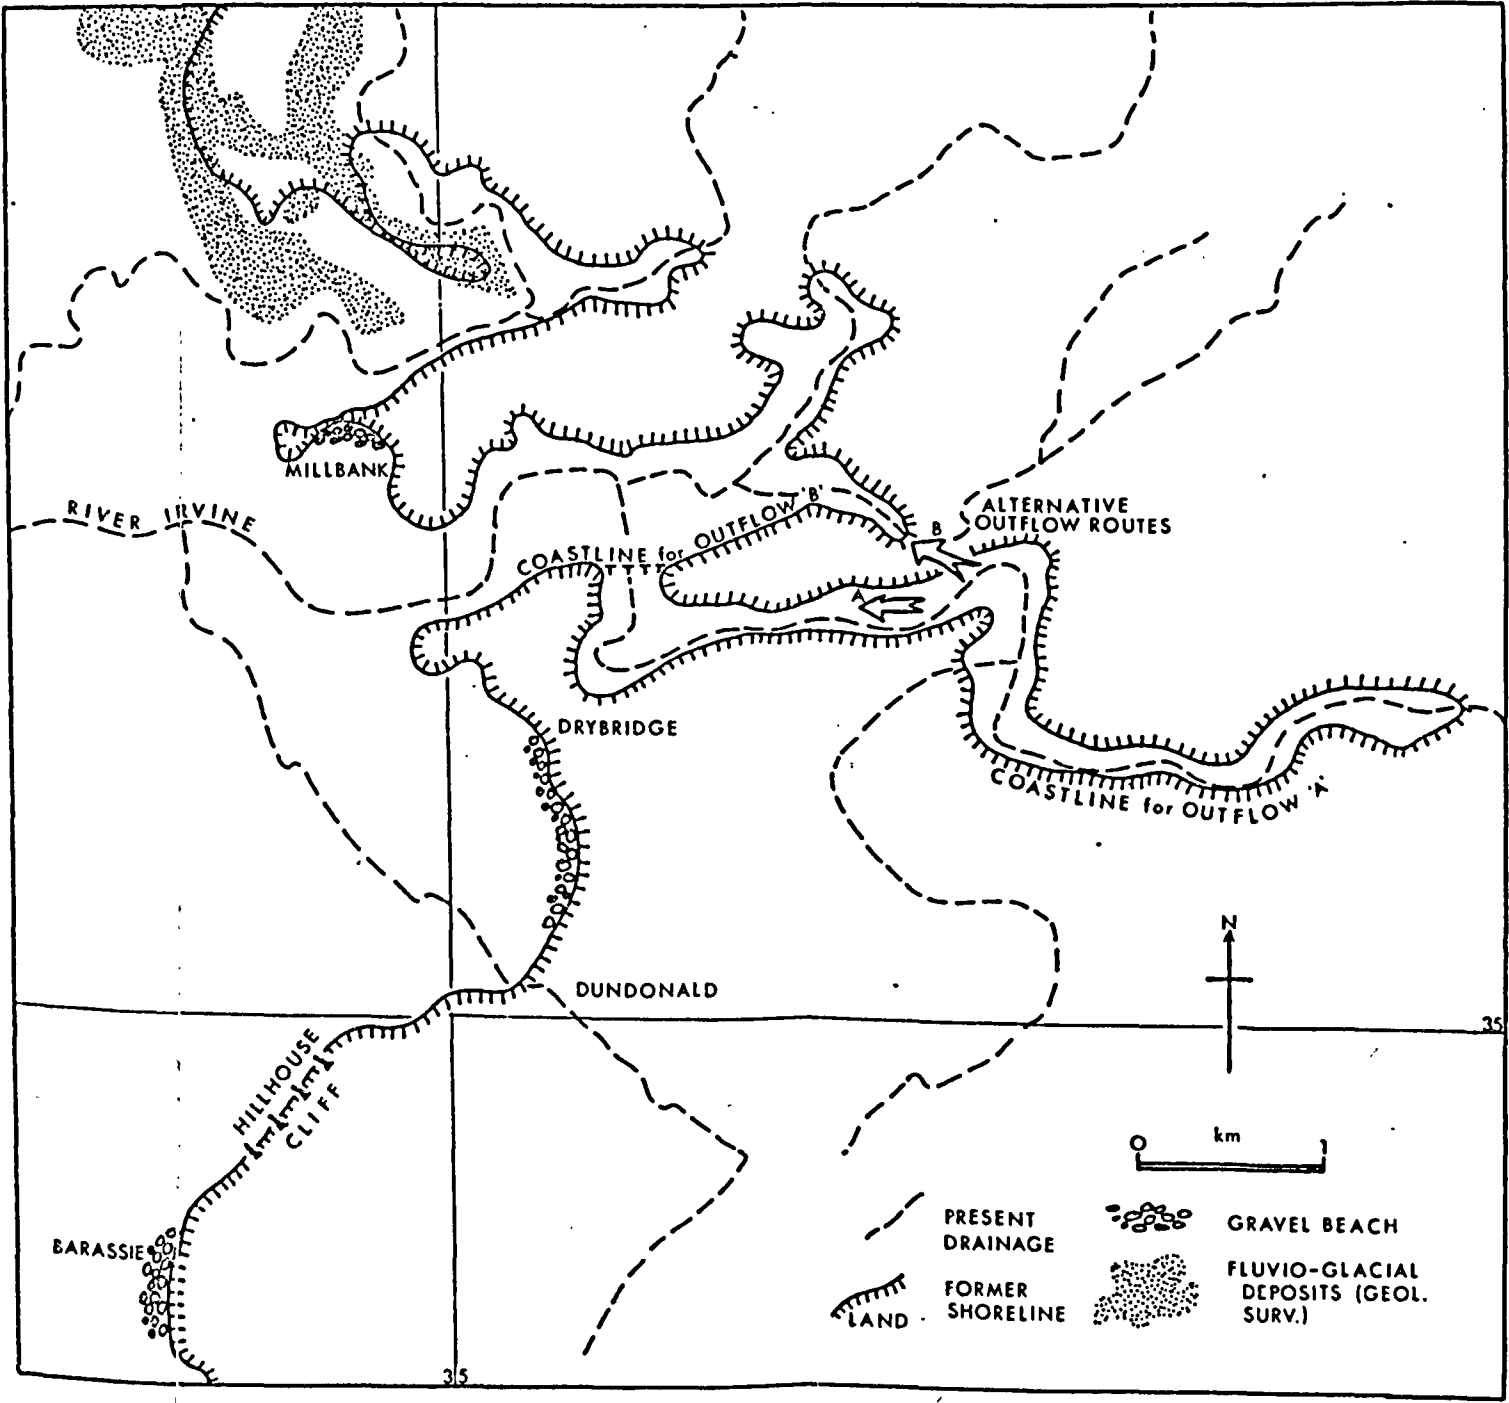 MILLBANK
RIVER IRVINE
COASTLINE for OUTFLOW 'B'
ALTERNATIVE
OUTFLOW ROUTES
B
A
DRYBRIDGE
COASTLINE for OUTFLOW 'A'
N
DUNDONALD
35
HILLHOUSE
CLIFF
O km 1
BARASSIE
PRESENT
DRAINAGE
GRAVEL BEACH
FORMER
SHORELINE
LAND
FLUVIO-GLACIAL
DEPOSITS (GEOL.
SURV.)
35